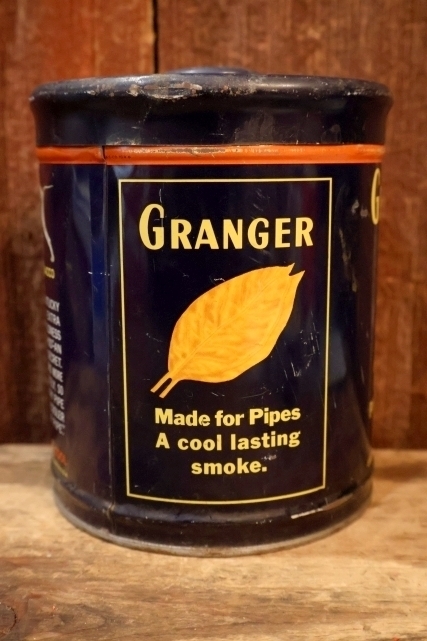 GRANGER
Made for Pipes
A cool lasting
smoke.
G